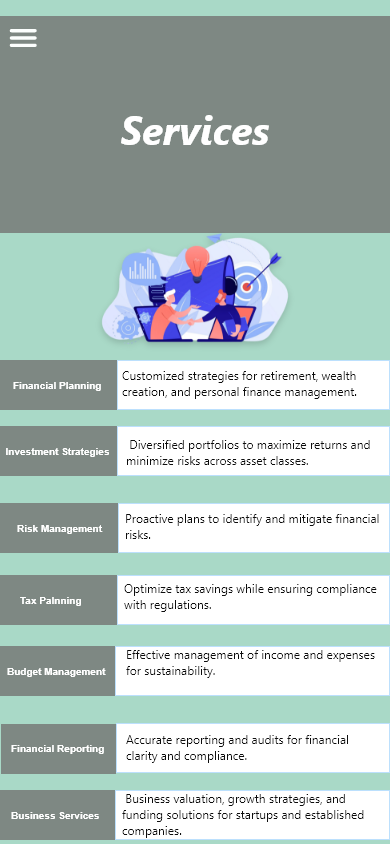 Services
Financial Planning
Customized strategies for retirement, wealth
creation, and personal finance management.
Investment Strategies
Diversified portfolios to maximize returns and
minimize risks across asset classes.
Risk Management
Proactive plans to identify and mitigate financial
risks.
Tax Palnning
Optimize tax savings while ensuring compliance
with regulations.
Budget Management
Effective management of income and expenses
for sustainability.
Financial Reporting
Accurate reporting and audits for financial
clarity and compliance.
Business Services
Business valuation, growth strategies, and
funding solutions for startups and established
companies.